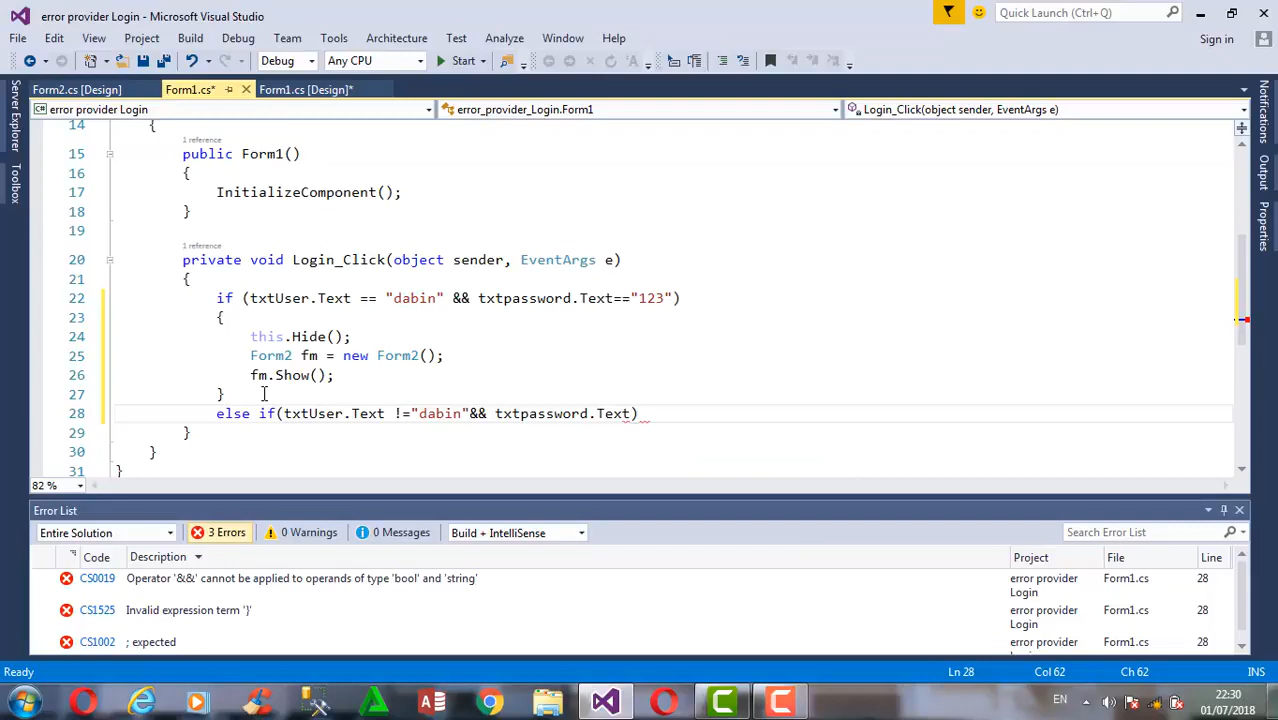 error provider Login - Microsoft Visual Studio
Quick Launch (Ctrl+Q)
File Edit View Project Build Debug Team Tools Architecture Test Analyze Window Help
Sign in
Debug Any CPU Start
Form2.cs [Design] Form1.cs* Form1.cs [Design]*
error provider Login error_provider_Login.Form1 Login_Click(object sender, EventArgs e)
Server Explorer
Toolbox
Notifications
Output
Properties
14 {
1 reference
15 public Form1()
16 {
17 InitializeComponent();
18 }
19
1 reference
20 private void Login_Click(object sender, EventArgs e)
21 {
22 if (txtUser.Text == "dabin" && txtpassword.Text=="123")
23 {
24 this.Hide();
25 Form2 fm = new Form2();
26 fm.Show();
27 }
28 else if(txtUser.Text !="dabin"&& txtpassword.Text)
29 }
30 }
31 }
82 %
Error List
Entire Solution 3 Errors 0 Warnings 0 Messages Build + IntelliSense Search Error List
Code Description Project File Line
CS0019 Operator '&&' cannot be applied to operands of type 'bool' and 'string' error provider Login Form1.cs 28
CS1525 Invalid expression term '}' error provider Login Form1.cs 28
CS1002 ; expected error provider Form1.cs 28
Ready Ln 28 Col 62 Ch 62 INS
EN 22:30
01/07/2018